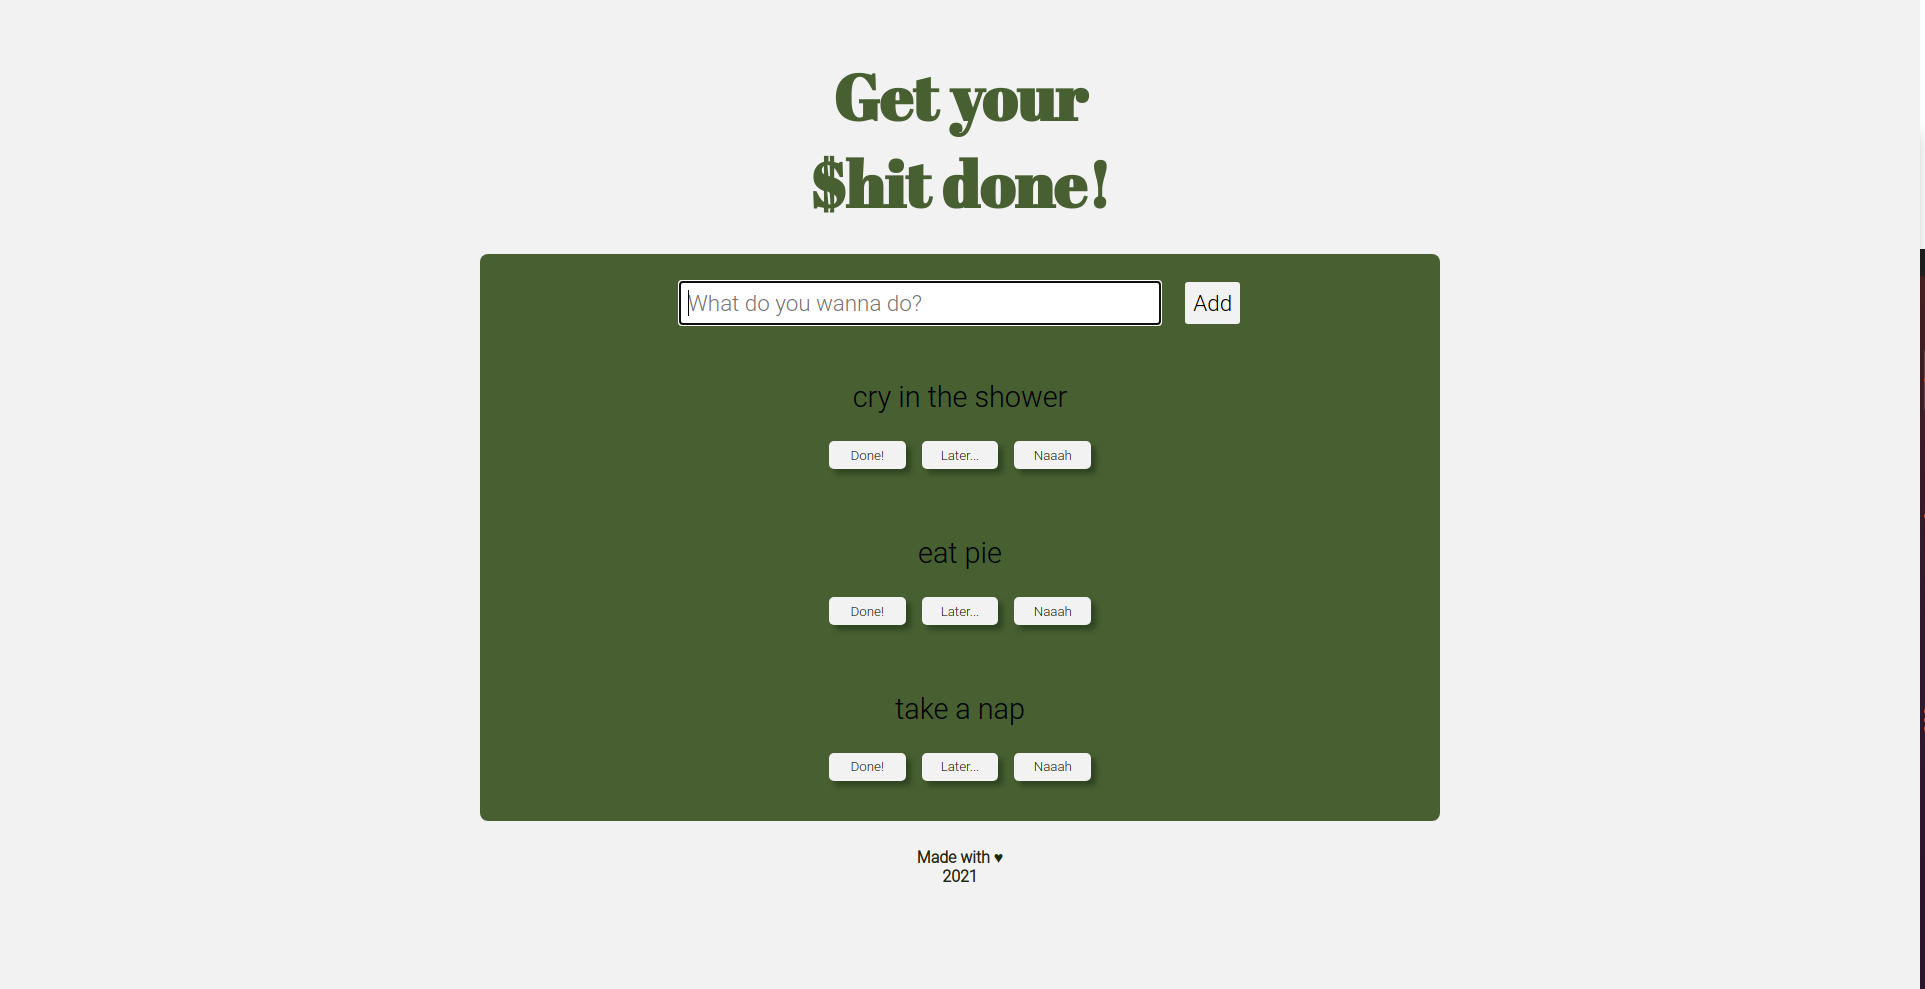 Get your
$hit done!
What do you wanna do? Add
cry in the shower
Done! Later... Naaah
eat pie
Done! Later... Naaah
take a nap
Done! Later... Naaah
Made with ♥
2021